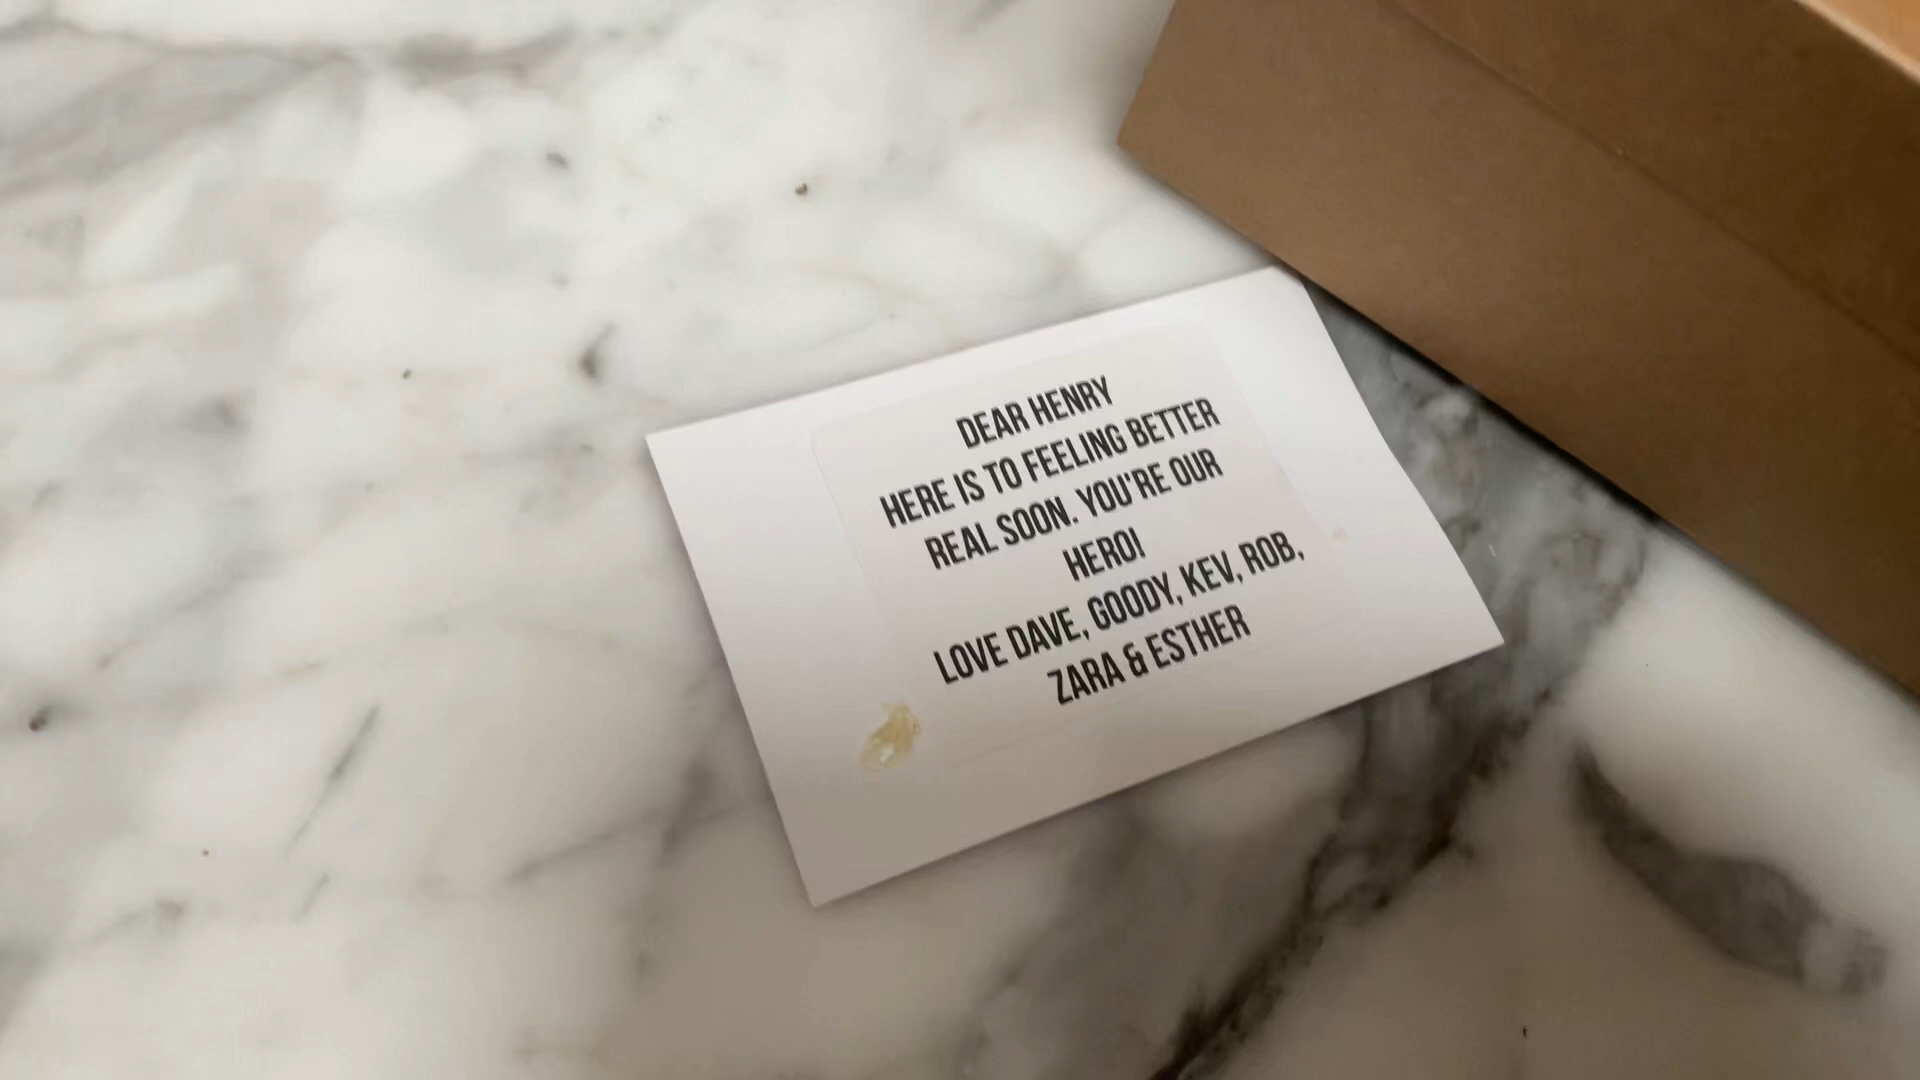 DEAR HENRY
HERE IS TO FEELING BETTER
REAL SOON. YOU'RE OUR
HERO!
LOVE DAVE, GOODY, KEV, ROB,
ZARA & ESTHER